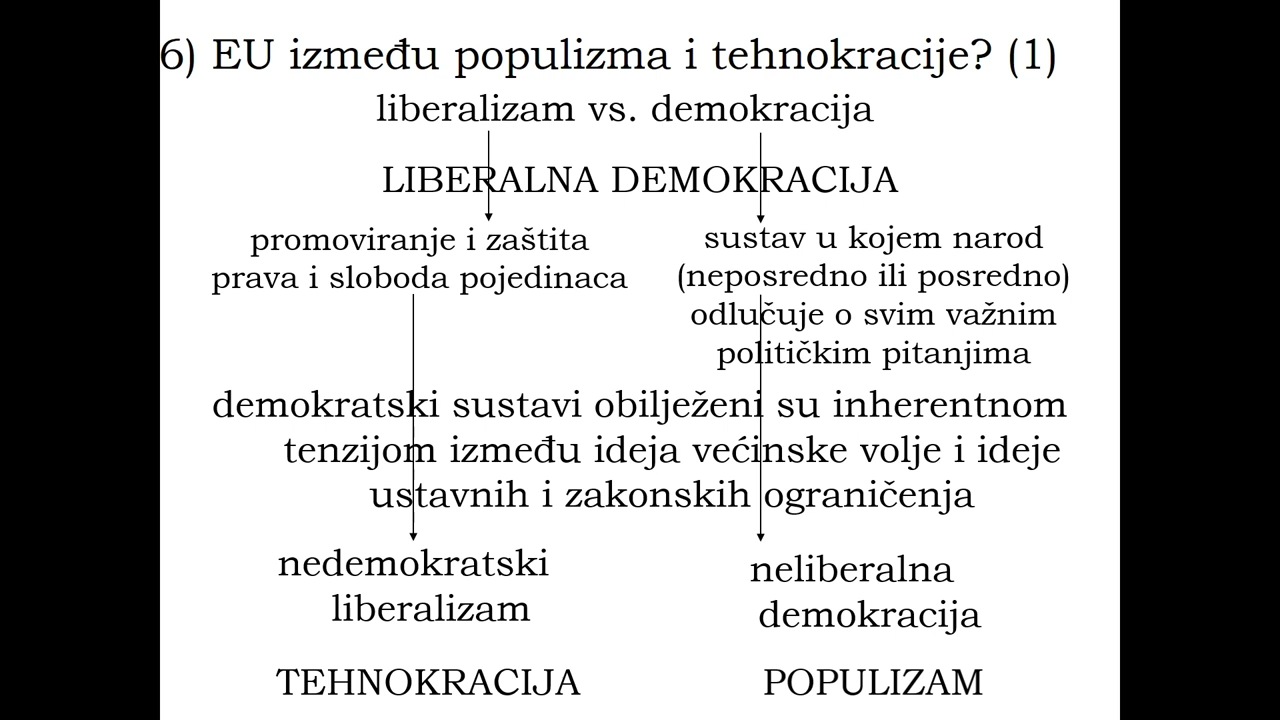 6) EU između populizma i tehnokracije? (1)
liberalizam vs. demokracija
LIBERALNA DEMOKRACIJA
promoviranje i zaštita
prava i sloboda pojedinaca
sustav u kojem narod
(neposredno ili posredno)
odlučuje o svim važnim
političkim pitanjima
demokratski sustavi obilježeni su inherentnom
tenzijom između ideja većinske volje i ideje
ustavnih i zakonskih ograničenja
nedemokratski
liberalizam
neliberalna
demokracija
TEHNOKRACIJA
POPULIZAM